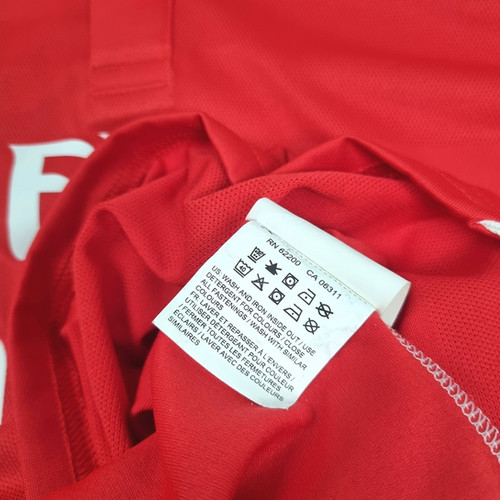 RN 62200 CA 06311
US. WASH AND IRON INSIDE OUT / USE
DETERGENT FOR COLOURS / CLOSE
ALL FASTENINGS / WASH WITH SIMILAR
COLOURS
FR. LAVER ET REPASSER À L'ENVERS /
UTILISER DÉTERGENT POUR COULEUR
/ FERMER TOUTES LES FERMETURES
ÉCLAIRS / LAVER AVEC DES COULEURS
SIMILAIRES